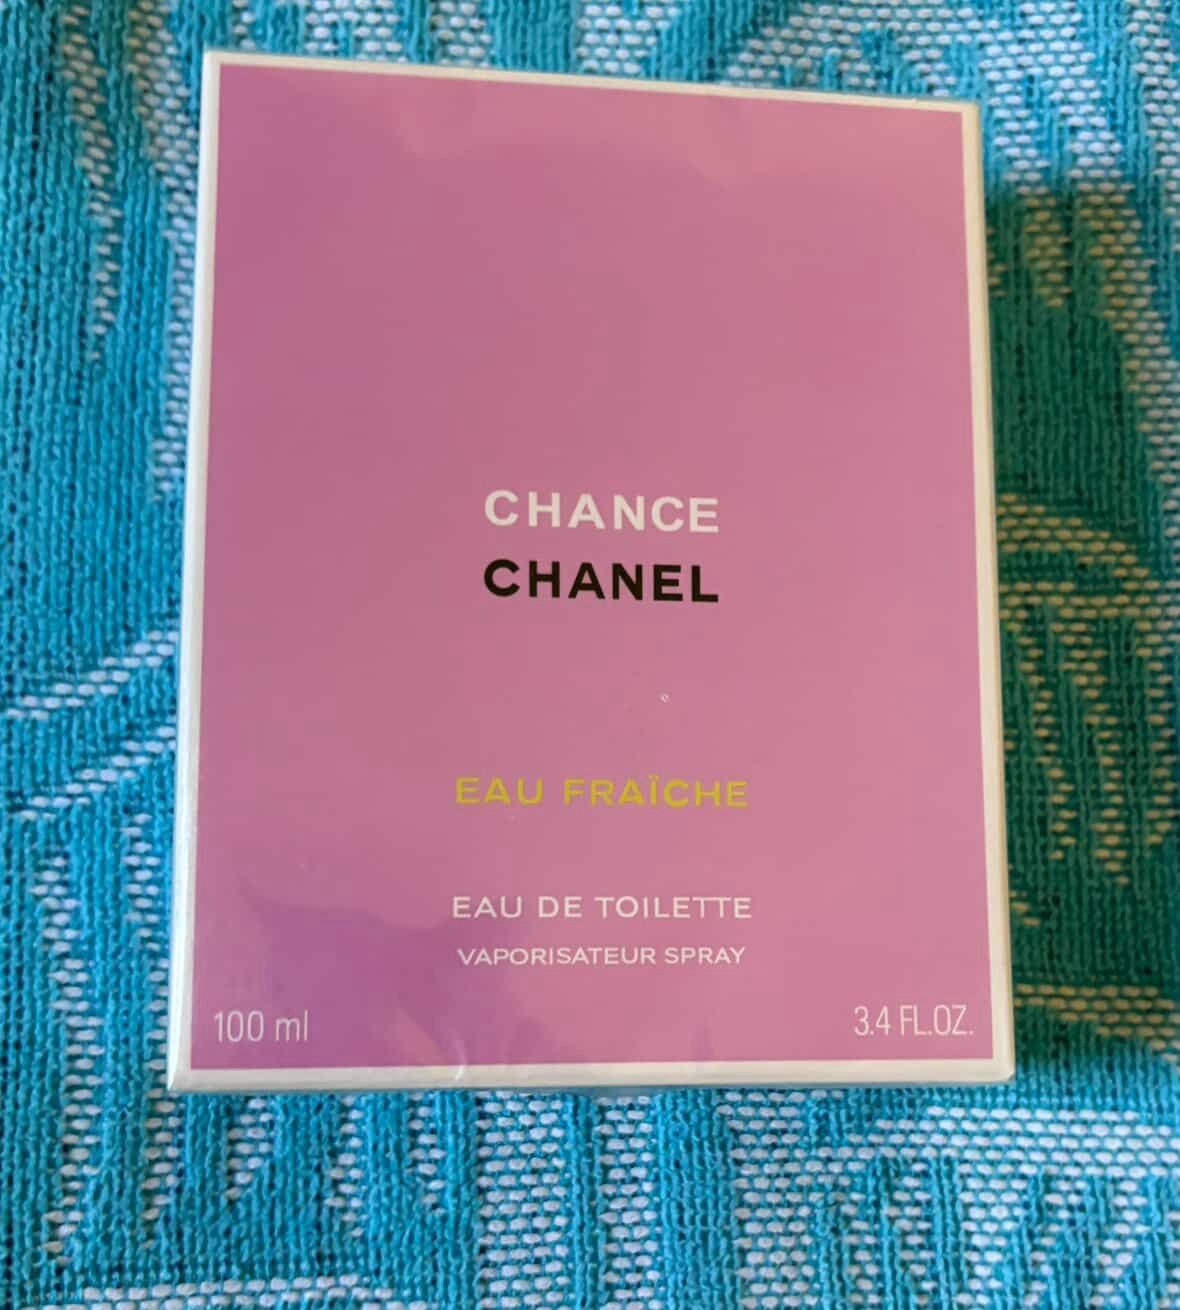 CHANCE
CHANEL
EAU FRAÎCHE
EAU DE TOILETTE
VAPORISATEUR SPRAY
100 ml 3.4 FL.OZ.